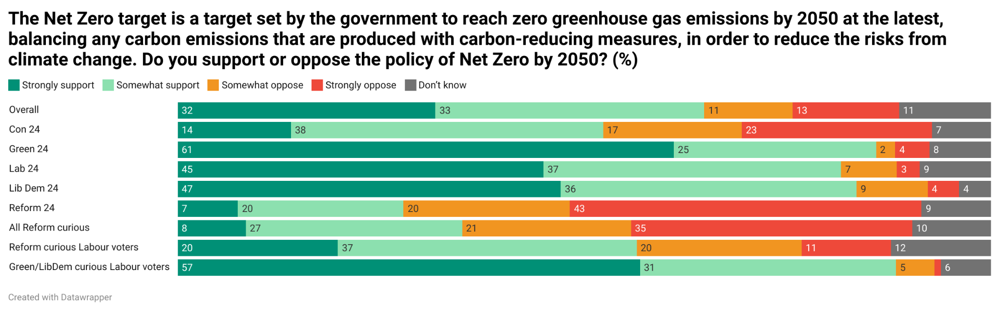 The Net Zero target is a target set by the government to reach zero greenhouse gas emissions by 2050 at the latest,
balancing any carbon emissions that are produced with carbon-reducing measures, in order to reduce the risks from
climate change. Do you support or oppose the policy of Net Zero by 2050? (%)
Strongly support Somewhat support Somewhat oppose Strongly oppose Don’t know
Overall 32 33 11 13 11
Con 24 14 38 17 23 7
Green 24 61 25 2 4 8
Lab 24 45 37 7 3 9
Lib Dem 24 47 36 9 4 4
Reform 24 7 20 20 43 9
All Reform curious 8 27 21 35 10
Reform curious Labour voters 20 37 20 11 12
Green/LibDem curious Labour voters 57 31 5 6
Created with Datawrapper